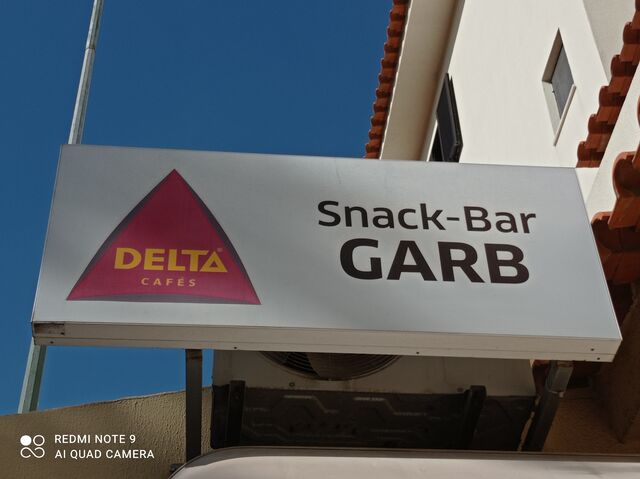 DELTA
CAFÉS
Snack-Bar
GARB
REDMI NOTE 9
AI QUAD CAMERA